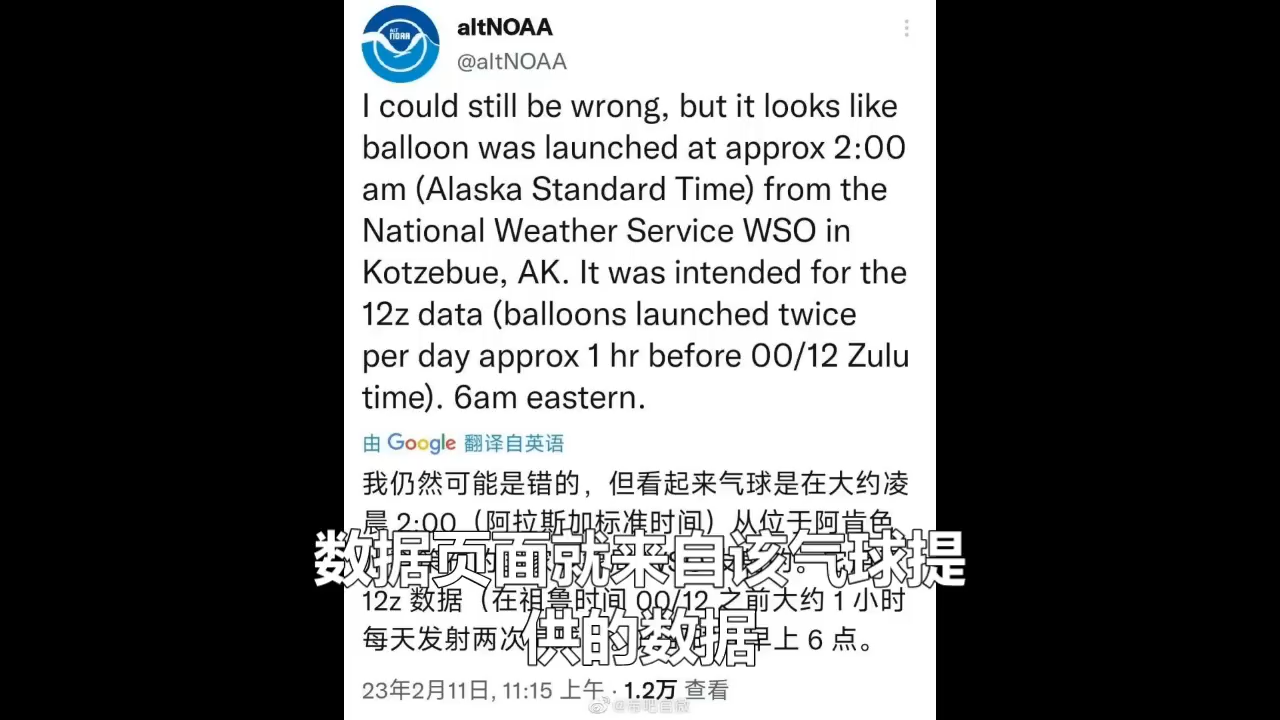 altNOAA
@altNOAA
I could still be wrong, but it looks like
balloon was launched at approx 2:00
am (Alaska Standard Time) from the
National Weather Service WSO in
Kotzebue, AK. It was intended for the
12z data (balloons launched twice
per day approx 1 hr before 00/12 Zulu
time). 6am eastern.
由 Google 翻译自英语
我仍然可能是错的，但看起来气球是在大约凌
晨 2:00（阿拉斯加标准时间）从位于阿肯色
数据页面就来自该气球提
12z 数据（在祖鲁时间 00/12 之前大约 1 小时
供的数据
每天发射两次 早上 6 点。
23年2月11日, 11:15 上午 · 1.2万 查看